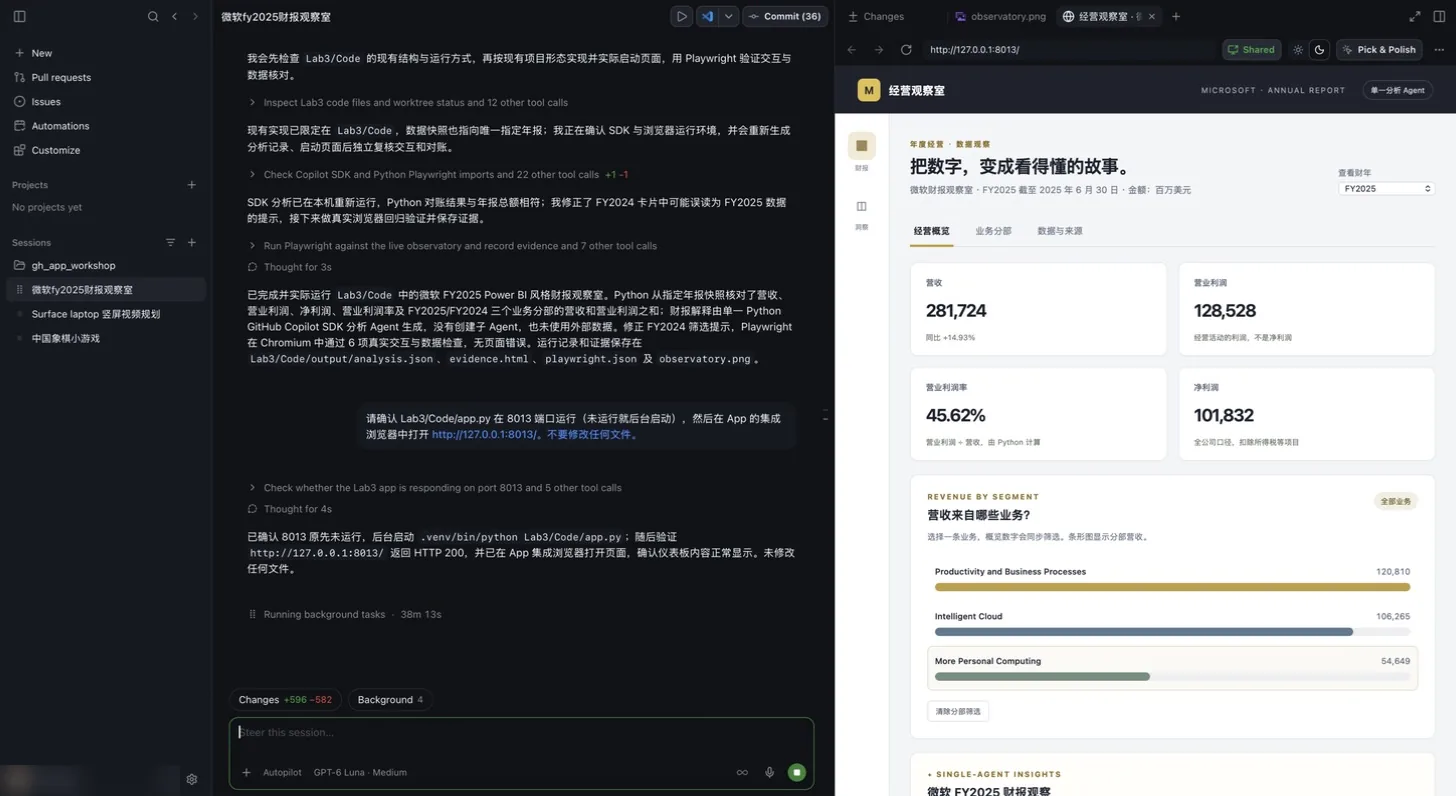 New
Pull requests
Issues
Automations
Customize
Projects
No projects yet
Sessions
gh_app_workshop
微软fy2025财报观察室
Surface laptop 竖屏视频规划
中国象棋小游戏
微软fy2025财报观察室
Commit (36)
我会先检查 Lab3/Code 的现有结构与运行方式，再按现有项目形态实现并实际启动页面，用 Playwright 验证交互与
数据核对。
Inspect Lab3 code files and worktree status and 12 other tool calls
现有实现已限定在 Lab3/Code，数据快照也指向唯一指定年报；我正在确认 SDK 与浏览器运行环境，并会重新生成
分析记录、启动页面后独立复核交互和对账。
Check Copilot SDK and Python Playwright imports and 22 other tool calls +1 -1
SDK 分析已在本机重新运行，Python 对账结果与年报总额相符；我修正了 FY2024 卡片中可能误读为 FY2025 数据
的提示，接下来做真实浏览器回归验证并保存证据。
Run Playwright against the live observatory and record evidence and 7 other tool calls
Thought for 3s
已完成并实际运行 Lab3/Code 中的微软 FY2025 Power BI 风格财报观察室。Python 从指定年报快照核对了营收、
营业利润、净利润、营业利润率及 FY2025/FY2024 三个业务分部的营收和营业利润之和；财报解释由单一 Python
GitHub Copilot SDK 分析 Agent 生成，没有创建子 Agent，也未使用外部数据。修正 FY2024 筛选提示，Playwright
在 Chromium 中通过 6 项真实交互与数据检查，无页面错误。运行记录和证据保存在
Lab3/Code/output/analysis.json、evidence.html、playwright.json 及 observatory.png。
请确认 Lab3/Code/app.py 在 8013 端口运行（未运行就后台启动），然后在 App 的集成
浏览器中打开 http://127.0.0.1:8013/。不要修改任何文件。
Check whether the Lab3 app is responding on port 8013 and 5 other tool calls
Thought for 4s
已确认 8013 原先未运行，后台启动 .venv/bin/python Lab3/Code/app.py；随后验证
http://127.0.0.1:8013/ 返回 HTTP 200，并已在 App 集成浏览器打开页面，确认仪表板内容正常显示。未修改
任何文件。
Running background tasks · 38m 13s
Changes +596 -582
Background 4
Steer this session...
Autopilot
GPT-6 Luna · Medium
Changes
observatory.png
经营观察室 ·
http://127.0.0.1:8013/
Shared
Pick & Polish
M
经营观察室
MICROSOFT · ANNUAL REPORT
单一分析 Agent
财报
洞察
年度经营 · 数据观察
把数字，变成看得懂的故事。
微软财报观察室 · FY2025 截至 2025 年 6 月 30 日 · 金额：百万美元
查看财年
FY2025
经营概览
业务分部
数据与来源
营收
281,724
同比 +14.93%
营业利润
128,528
经营活动的利润，不是净利润
营业利润率
45.62%
营业利润 ÷ 营收，由 Python 计算
净利润
101,832
全公司口径，扣除所得税等项目
REVENUE BY SEGMENT
营收来自哪些业务?
全部业务
选择一条业务，概览数字会同步筛选。条形图显示分部营收。
Productivity and Business Processes
120,810
Intelligent Cloud
106,265
More Personal Computing
54,649
清除分部筛选
• SINGLE-AGENT INSIGHTS
微软 FY2025 财报观察